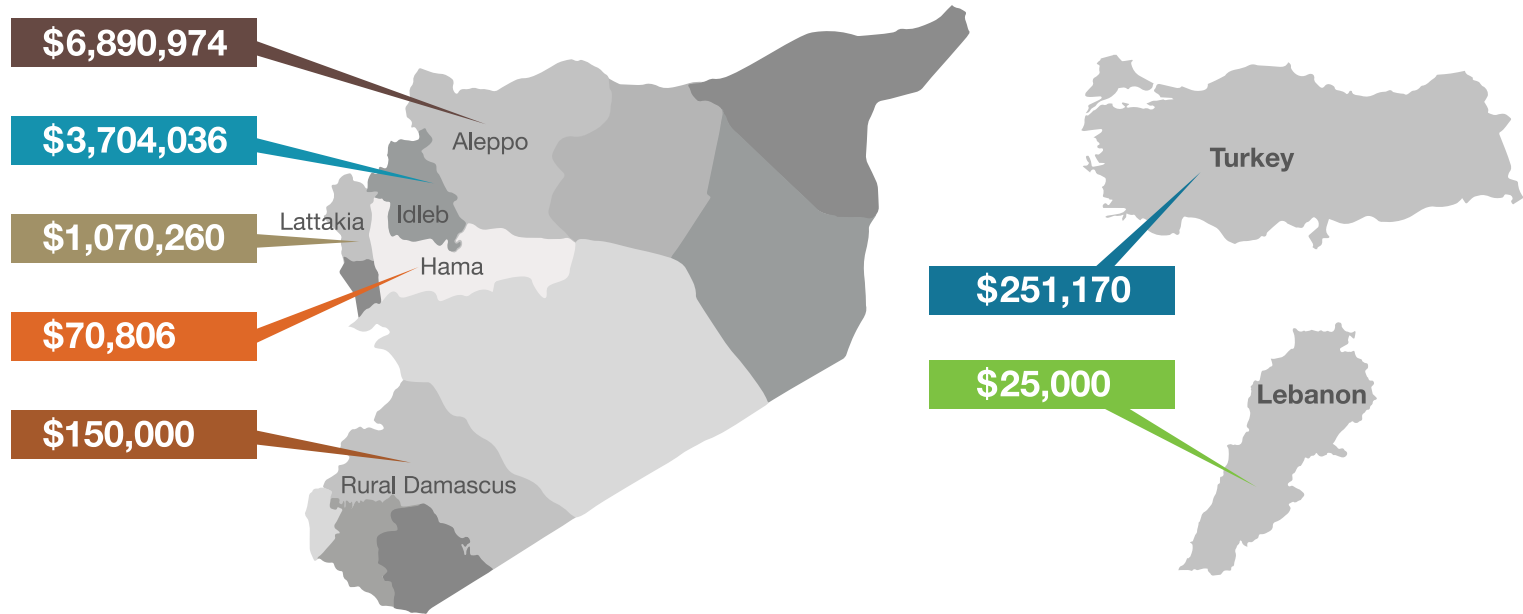 $6,890,974
Aleppo
$3,704,036
Idleb
Lattakia
$1,070,260
Hama
$70,806
$150,000
Rural Damascus
Turkey
$251,170
$25,000
Lebanon